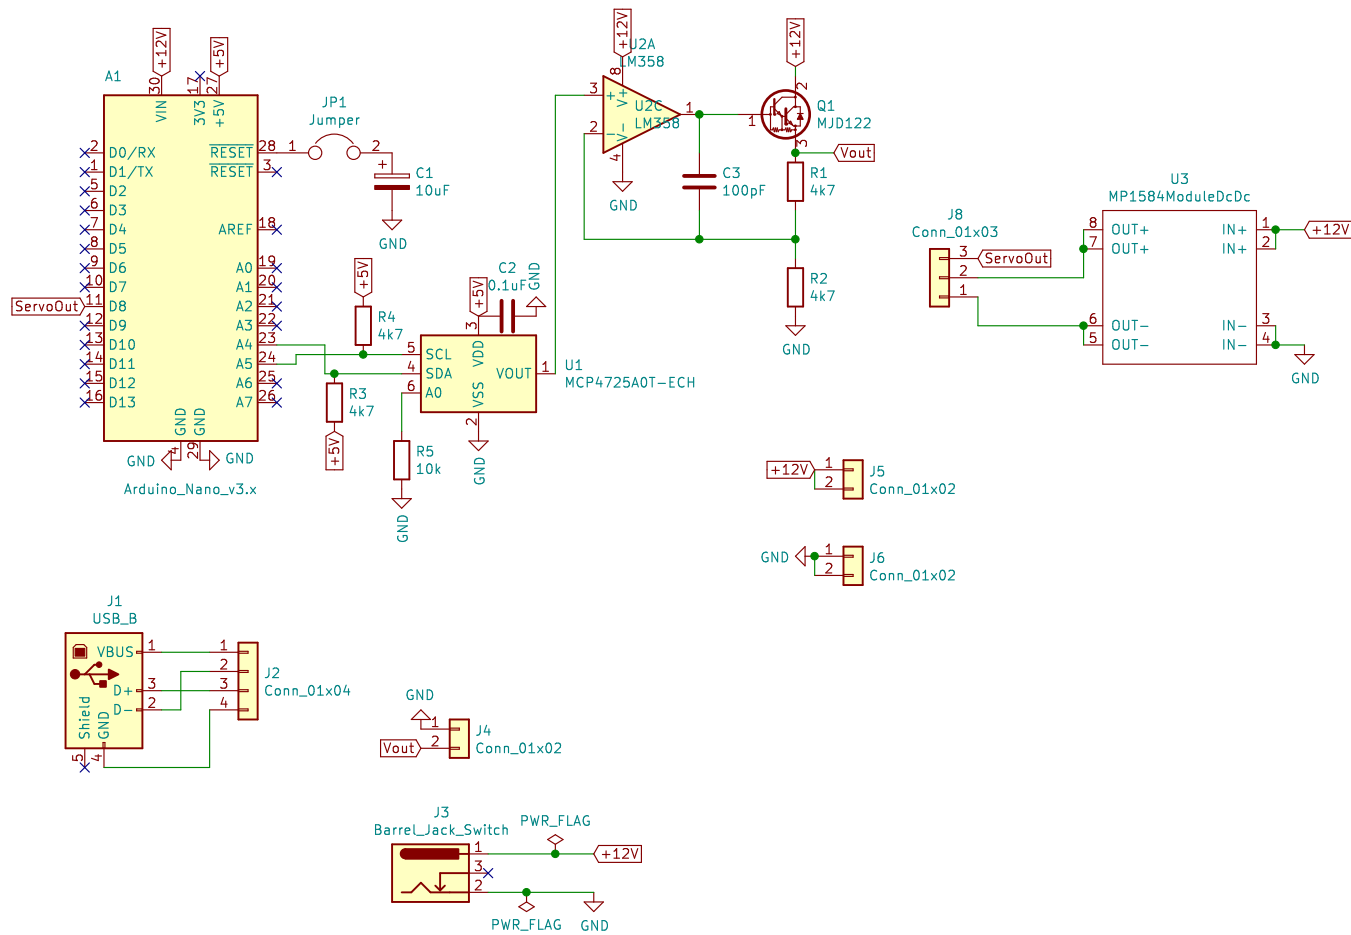 +12V
+5V
A1
30
17
27
VIN
3V3
+5V
2
D0/RX
1
D1/TX
5
D2
6
D3
7
D4
8
D5
9
D6
10
D7
ServoOut
11
D8
12
D9
13
D10
14
D11
15
D12
16
D13
RESET
28
RESET
3
AREF
18
A0
19
A1
20
A2
21
A3
22
A4
23
A5
24
A6
25
A7
26
GND
GND
4
29
GND
GND
Arduino_Nano_v3.x
JP1
Jumper
1
2
+
C1
10uF
GND
+5V
R4
4k7
R3
4k7
+5V
R5
10k
GND
C2
0.1uF
GND
+5V
3
5
SCL
4
SDA
6
A0
VDD
VSS
VOUT
1
2
GND
U1
MCP4725A0T-ECH
+12V
U2A
LM358
8
3
+
V+
U2C
LM358
2
−
V-
1
4
GND
C3
100pF
+12V
2
1
3
Q1
MJD122
Vout
R1
4k7
R2
4k7
GND
J8
Conn_01x03
3
ServoOut
2
1
U3
MP1584ModuleDcDc
8
OUT+
7
OUT+
6
OUT-
5
OUT-
IN+
1
IN+
2
IN-
3
IN-
4
+12V
GND
+12V
1
2
J5
Conn_01x02
GND
1
2
J6
Conn_01x02
J1
USB_B
VBUS
1
D+
3
D-
2
Shield
GND
5
4
1
2
3
4
J2
Conn_01x04
GND
1
Vout
2
J4
Conn_01x02
J3
Barrel_Jack_Switch
1
3
2
PWR_FLAG
+12V
PWR_FLAG
GND